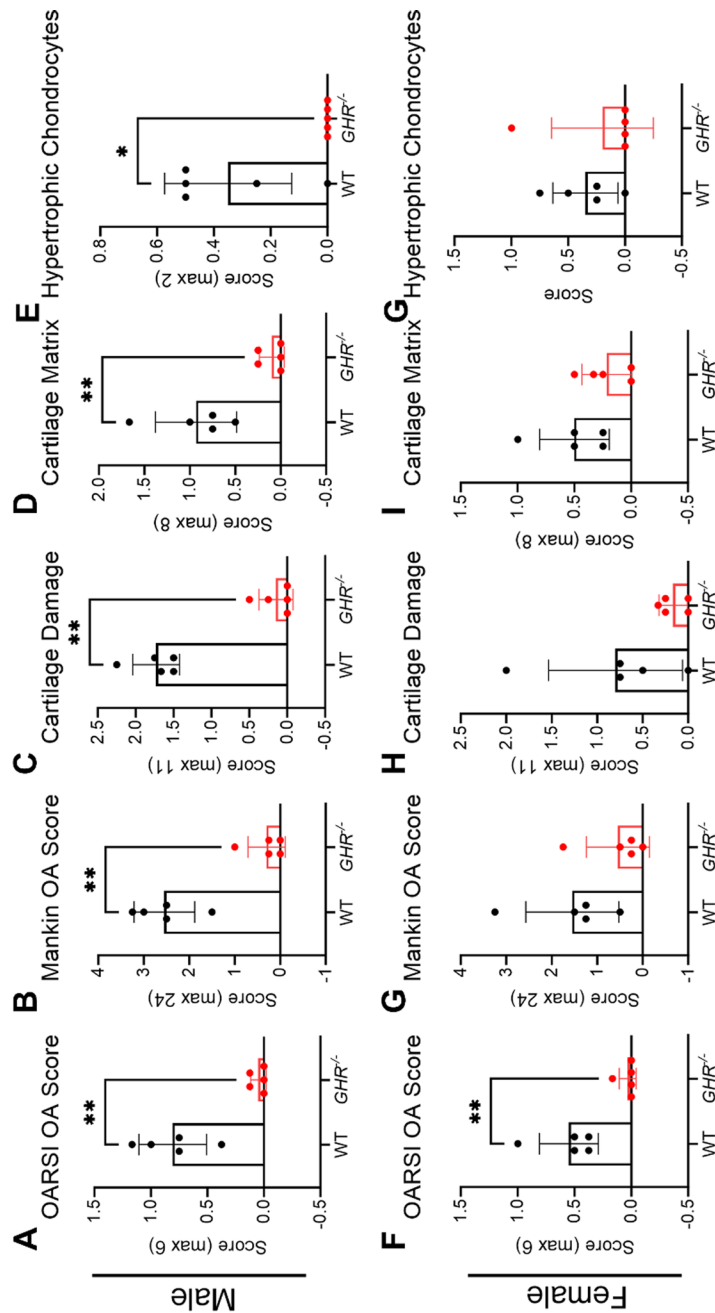 Male
A
OARSI OA Score
Score (max 6)
1.5
1.0
0.5
0.0
-0.5
**
WT
GHR-/-
B
Mankin OA Score
Score (max 24)
4
3
2
1
0
-1
**
WT
GHR-/-
C
Cartilage Damage
Score (max 11)
2.5
2.0
1.5
1.0
0.5
0.0
-0.5
**
WT
GHR-/-
D
Cartilage Matrix
Score (max 8)
2.0
1.5
1.0
0.5
0.0
-0.5
**
WT
GHR-/-
E
Hypertrophic Chondrocytes
Score (max 2)
0.8
0.6
0.4
0.2
0.0
*
WT
GHR-/-
Female
F
OARSI OA Score
Score (max 6)
1.5
1.0
0.5
0.0
-0.5
**
WT
GHR-/-
G
Mankin OA Score
Score (max 24)
4
3
2
1
0
-1
WT
GHR-/-
H
Cartilage Damage
Score (max 11)
2.5
2.0
1.5
1.0
0.5
0.0
WT
GHR-/-
I
Cartilage Matrix
Score (max 8)
1.5
1.0
0.5
0.0
-0.5
WT
GHR-/-
G
Hypertrophic Chondrocytes
Score
1.5
1.0
0.5
0.0
-0.5
WT
GHR-/-